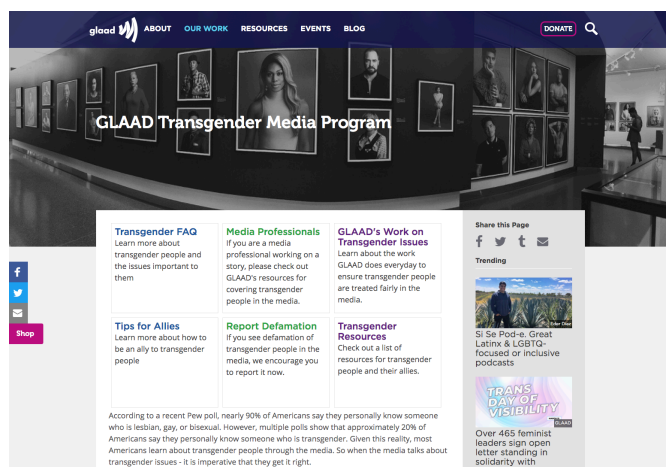 glaad ABOUT OUR WORK RESOURCES EVENTS BLOG DONATE
GLAAD Transgender Media Program
Transgender FAQ
Learn more about
transgender people and
the issues important to
them
Media Professionals
If you are a media
professional working on a
story, please check out
GLAAD's resources for
covering transgender
people in the media.
GLAAD's Work on
Transgender Issues
Learn about the work
GLAAD does everyday to
ensure transgender people
are treated fairly in the
media.
Tips for Allies
Learn more about how to
be an ally to transgender
people
Report Defamation
If you see defamation of
transgender people in the
media, we encourage you
to report it now.
Transgender
Resources
Check out a list of
resources for transgender
people and their allies.
According to a recent Pew poll, nearly 90% of Americans say they personally know someone
who is lesbian, gay, or bisexual. However, multiple polls show that approximately 20% of
Americans say they personally know someone who is transgender. Given this reality, most
Americans learn about transgender people through the media. So when the media talks about
transgender issues - it is imperative that they get it right.
Shop
Share this Page
Trending
Eder Díaz
Si Se Pod-e. Great
Latinx & LGBTQ-
focused or inclusive
podcasts
TRANS
DAY OF
VISIBILITY
GLAAD
Over 465 feminist
leaders sign open
letter standing in
solidarity with